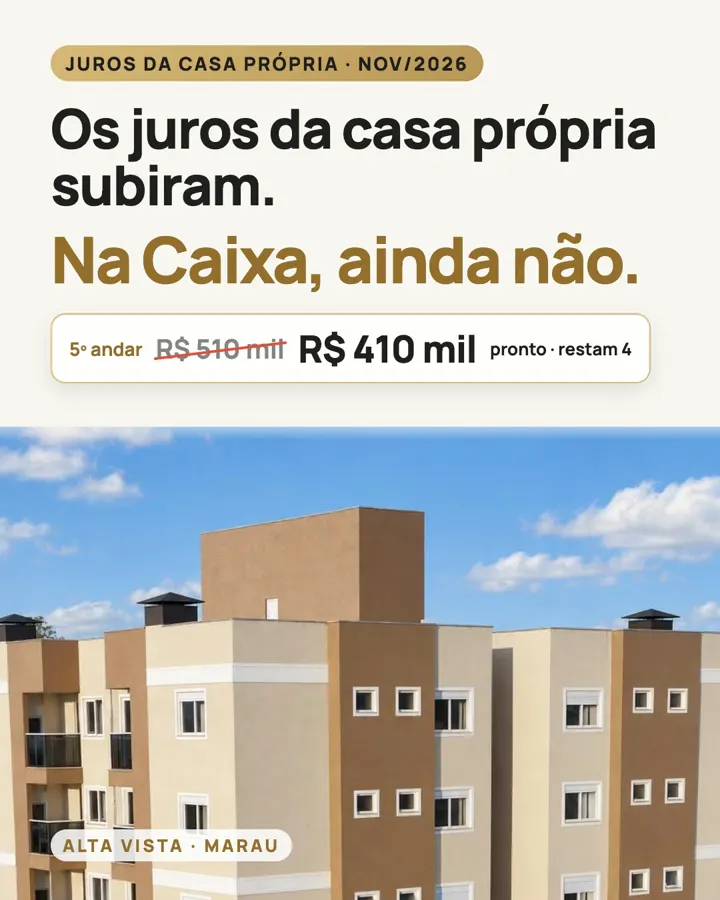 JUROS DA CASA PRÓPRIA · NOV/2026
Os juros da casa própria
subiram.
Na Caixa, ainda não.
5º andar R$ 510 mil R$ 410 mil pronto · restam 4
ALTA VISTA · MARAU